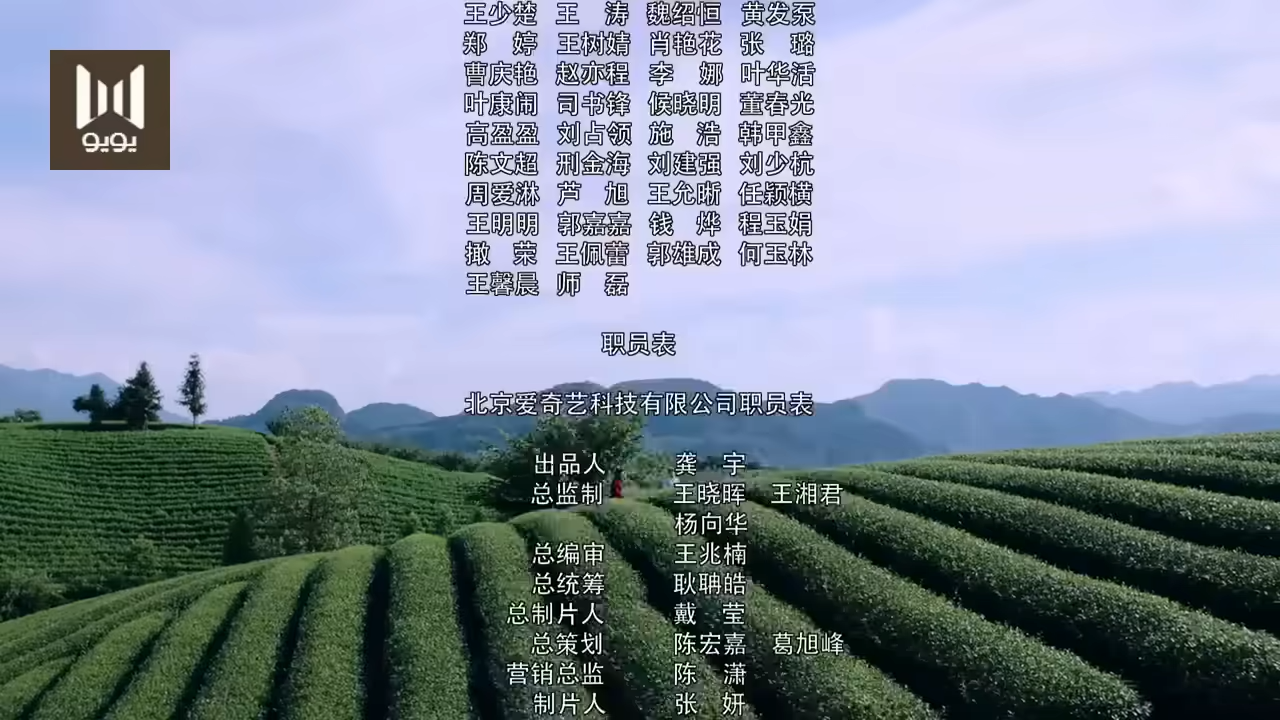 王少楚 王 涛 魏绍恒 黄发泵
郑 婷 王树婧 肖艳花 张 璐
曹庆艳 赵亦程 李 娜 叶华活
叶康闹 司书锋 候晓明 董春光
高盈盈 刘占领 施 浩 韩甲鑫
陈文超 刑金海 刘建强 刘少杭
周爱淋 芦 旭 王允晰 任颖横
王明明 郭嘉嘉 钱 烨 程玉娟
撖 荣 王佩蕾 郭雄成 何玉林
王馨晨 师 磊
يويو
职员表
北京爱奇艺科技有限公司职员表
出品人 龚 宇
总监制 王晓晖 王湘君
杨向华
总编审 王兆楠
总统筹 耿聃皓
总制片人 戴 莹
总策划 陈宏嘉 葛旭峰
营销总监 陈 潇
制片人 张 妍